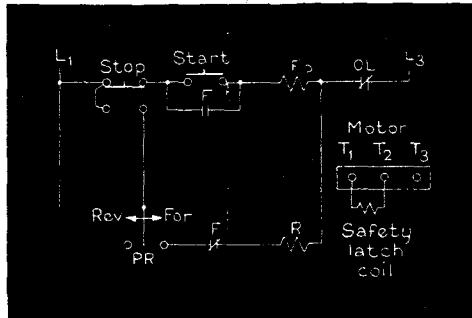 L1 Stop Start F OL L3
F
Motor
T1 T2 T3
Rev For
F R
PR
Safety
latch
coil